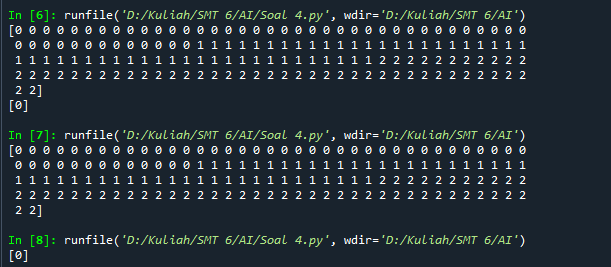 In [6]: runfile('D:/Kuliah/SMT 6/AI/Soal 4.py', wdir='D:/Kuliah/SMT 6/AI')
[0 0 0 0 0 0 0 0 0 0 0 0 0 0 0 0 0 0 0 0 0 0 0 0 0 0 0 0 0 0 0 0 0 0 0 0 0
0 0 0 0 0 0 0 0 0 0 0 0 0 1 1 1 1 1 1 1 1 1 1 1 1 1 1 1 1 1 1 1 1 1 1 1 1
1 1 1 1 1 1 1 1 1 1 1 1 1 1 1 1 1 1 1 1 1 1 1 1 1 1 2 2 2 2 2 2 2 2 2 2 2
2 2 2 2 2 2 2 2 2 2 2 2 2 2 2 2 2 2 2 2 2 2 2 2 2 2 2 2 2 2 2 2 2 2 2 2 2
2 2]
[0]
In [7]: runfile('D:/Kuliah/SMT 6/AI/Soal 4.py', wdir='D:/Kuliah/SMT 6/AI')
[0 0 0 0 0 0 0 0 0 0 0 0 0 0 0 0 0 0 0 0 0 0 0 0 0 0 0 0 0 0 0 0 0 0 0 0 0
0 0 0 0 0 0 0 0 0 0 0 0 0 1 1 1 1 1 1 1 1 1 1 1 1 1 1 1 1 1 1 1 1 1 1 1 1
1 1 1 1 1 1 1 1 1 1 1 1 1 1 1 1 1 1 1 1 1 1 1 1 1 1 2 2 2 2 2 2 2 2 2 2 2
2 2 2 2 2 2 2 2 2 2 2 2 2 2 2 2 2 2 2 2 2 2 2 2 2 2 2 2 2 2 2 2 2 2 2 2 2
2 2]
In [8]: runfile('D:/Kuliah/SMT 6/AI/Soal 4.py', wdir='D:/Kuliah/SMT 6/AI')
[0]